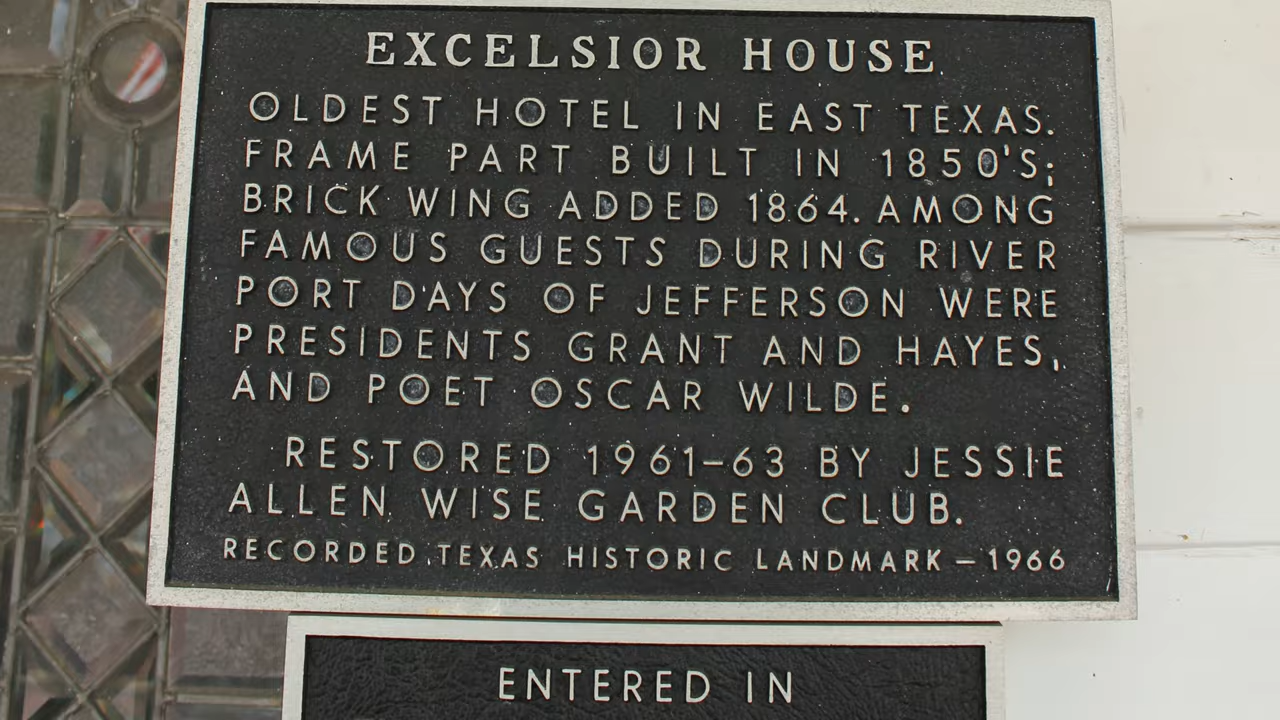 EXCELSIOR HOUSE
OLDEST HOTEL IN EAST TEXAS.
FRAME PART BUILT IN 1850'S;
BRICK WING ADDED 1864. AMONG
FAMOUS GUESTS DURING RIVER
PORT DAYS OF JEFFERSON WERE
PRESIDENTS GRANT AND HAYES,
AND POET OSCAR WILDE.
RESTORED 1961–63 BY JESSIE
ALLEN WISE GARDEN CLUB.
RECORDED TEXAS HISTORIC LANDMARK – 1966
ENTERED IN